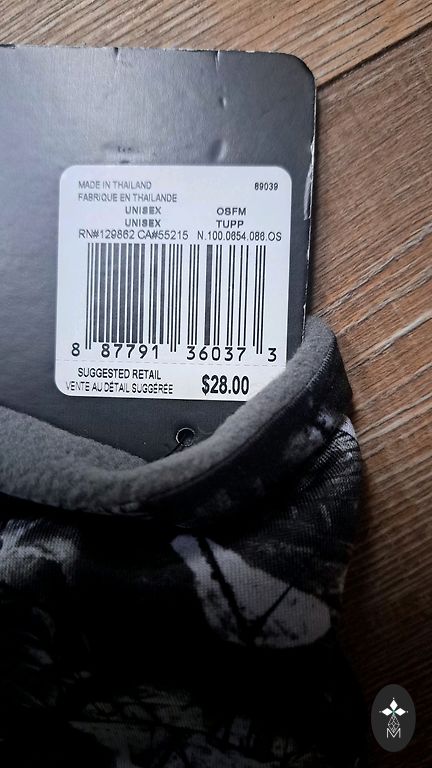 MADE IN THAILAND 89039
FABRIQUE EN THAILANDE
UNISEX OSFM
UNISEX TUPP
RN#129862 CA#55215 N.100.0654.086.OS
8 87791 36037 3
SUGGESTED RETAIL
VENTE AU DÉTAIL SUGGÉRÉE $28.00
M